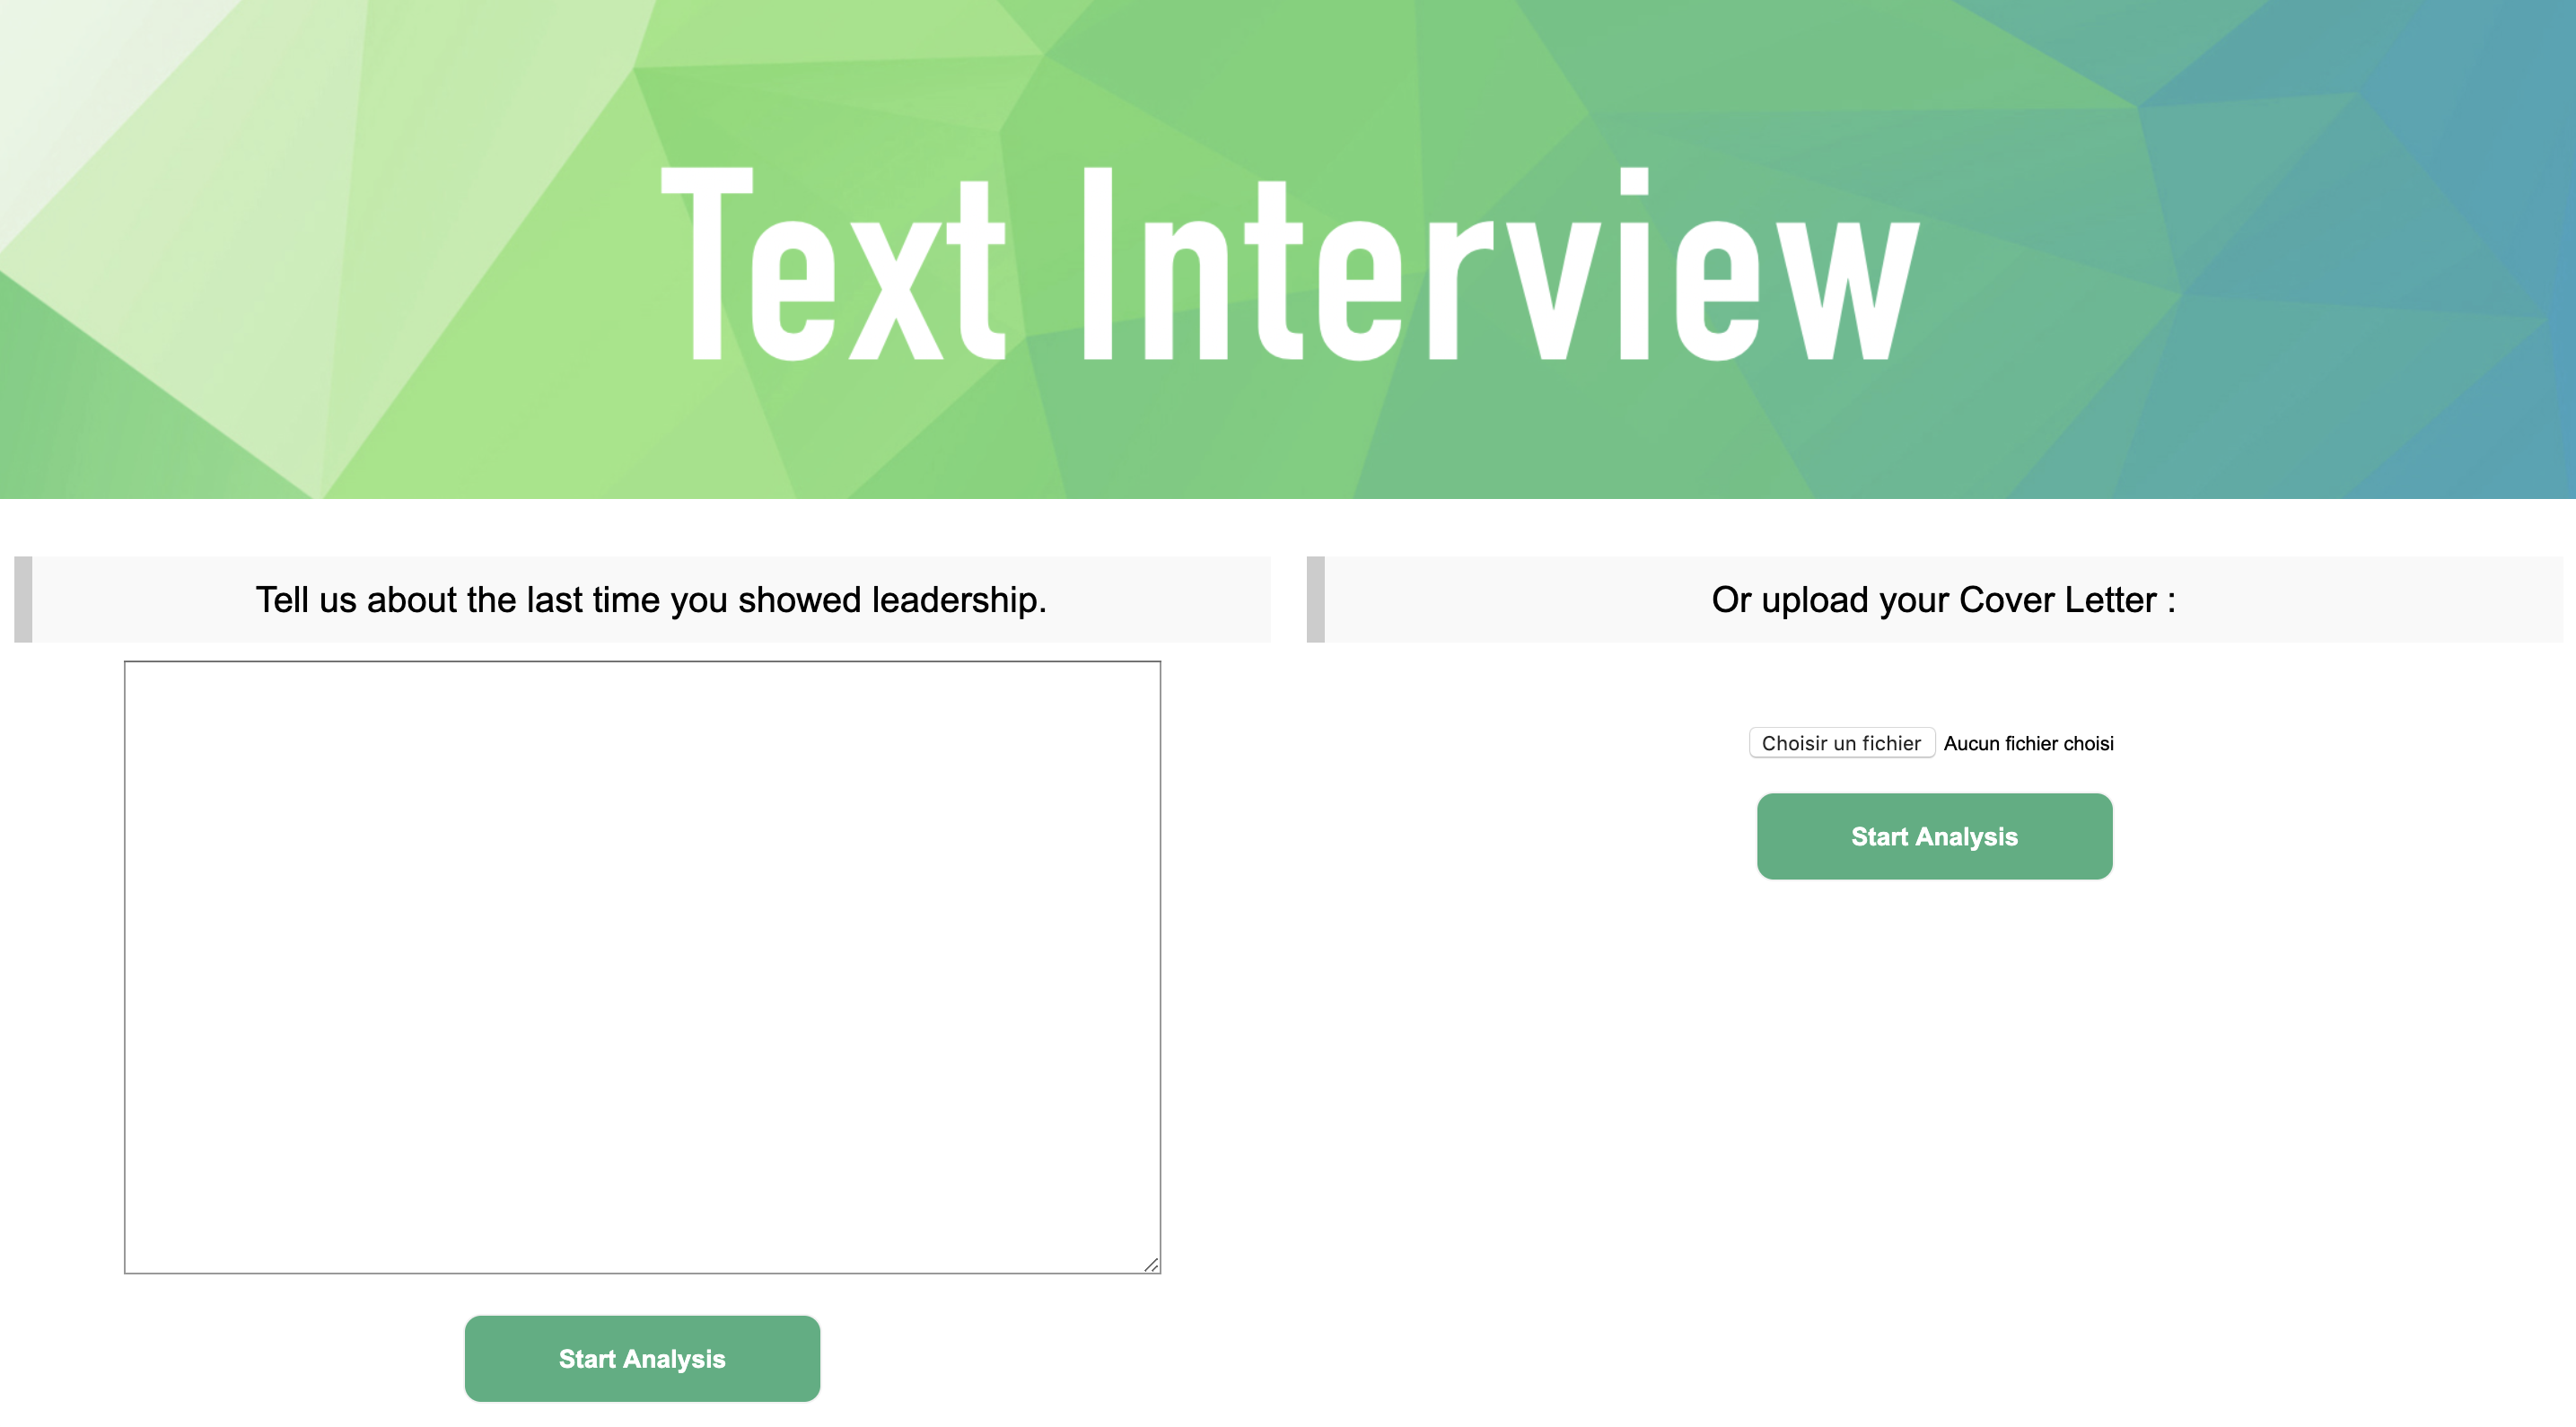 Text Interview
Tell us about the last time you showed leadership.
Start Analysis
Or upload your Cover Letter :
Choisir un fichier Aucun fichier choisi
Start Analysis